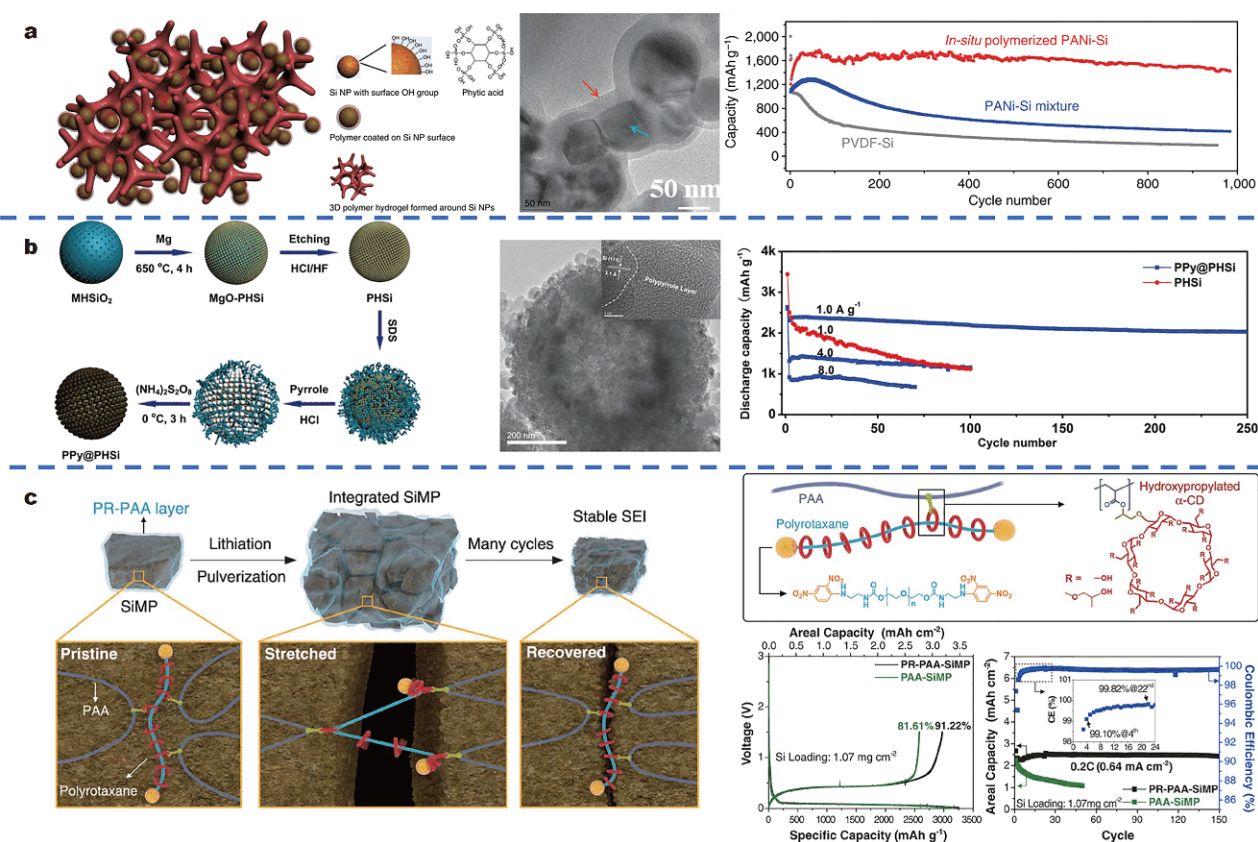 a
Si NP with surface OH group
Phytic acid
Polymer coated on Si NP surface
3D polymer hydrogel formed around Si NPs
50 nm
50 nm
Capacity (mAh g⁻¹)
2,000
1,600
1,200
800
400
0
In-situ polymerized PANi-Si
PANi-Si mixture
PVDF-Si
0 200 400 600 800 1,000
Cycle number
b
MHSiO₂
Mg
650 °C, 4 h
MgO-PHSi
Etching
HCl/HF
PHSi
SDS
Pyrrole
HCl
(NH₄)₂S₂O₈
0 °C, 3 h
PPy@PHSi
Polypyrrole Layer
200 nm
Discharge capacity (mAh g⁻¹)
4k
3k
2k
1k
0
PPy@PHSi
PHSi
1.0 A g⁻¹
1.0
4.0
8.0
0 50 100 150 200 250
Cycle number
c
PR-PAA layer
SiMP
Lithiation
Pulverization
Integrated SiMP
Many cycles
Stable SEI
Pristine
PAA
Polyrotaxane
Stretched
Recovered
PAA
Polyrotaxane
Hydroxypropylated
α-CD
R = –OH
Areal Capacity (mAh cm⁻²)
0.0 0.5 1.0 1.5 2.0 2.5 3.0 3.5
PR-PAA-SiMP
PAA-SiMP
81.61% 91.22%
Si Loading: 1.07 mg cm⁻²
Voltage (V)
3
2
1
0
0 500 1000 1500 2000 2500 3000 3500
Specific Capacity (mAh g⁻¹)
Areal Capacity (mAh cm⁻²)
7
6
5
4
3
2
1
0
CE (%)
101
100
99
98
99.82%@22ⁿᵈ
99.10%@4ᵗʰ
0 4 8 12 16 20 24
0.2C (0.64 mA cm⁻²)
PR-PAA-SiMP
Si Loading: 1.07mg cm⁻² PAA-SiMP
100
98
96
94
92
90
88
86
Coulombic Efficiency (%)
0 30 60 90 120 150
Cycle